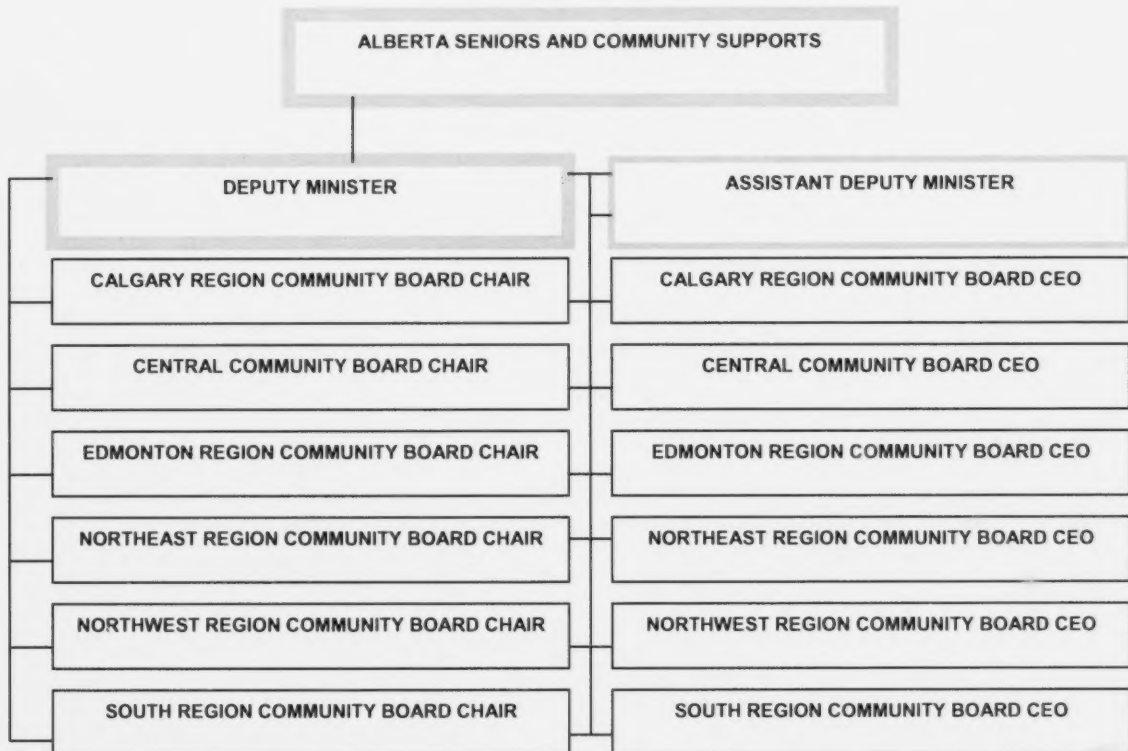 ALBERTA SENIORS AND COMMUNITY SUPPORTS
DEPUTY MINISTER
ASSISTANT DEPUTY MINISTER
CALGARY REGION COMMUNITY BOARD CHAIR
CALGARY REGION COMMUNITY BOARD CEO
CENTRAL COMMUNITY BOARD CHAIR
CENTRAL COMMUNITY BOARD CEO
EDMONTON REGION COMMUNITY BOARD CHAIR
EDMONTON REGION COMMUNITY BOARD CEO
NORTHEAST REGION COMMUNITY BOARD CHAIR
NORTHEAST REGION COMMUNITY BOARD CEO
NORTHWEST REGION COMMUNITY BOARD CHAIR
NORTHWEST REGION COMMUNITY BOARD CEO
SOUTH REGION COMMUNITY BOARD CHAIR
SOUTH REGION COMMUNITY BOARD CEO